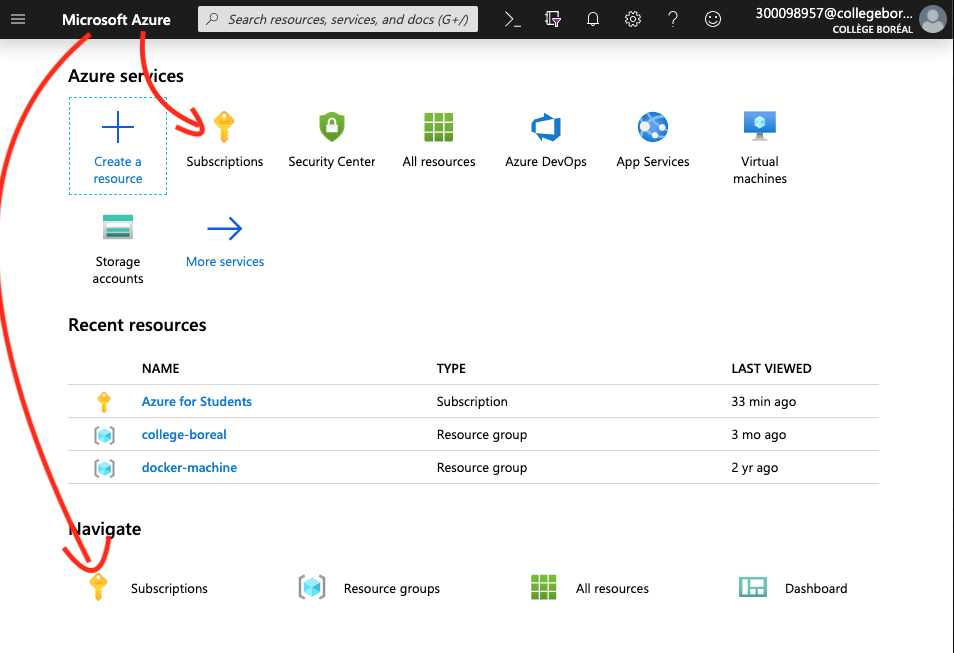 Microsoft Azure
Search resources, services, and docs (G+/)
300098957@collegebor...
COLLÈGE BORÉAL
Azure services
Create a
resource
Subscriptions
Security Center
All resources
Azure DevOps
App Services
Virtual
machines
Storage
accounts
More services
Recent resources
NAME TYPE LAST VIEWED
Azure for Students Subscription 33 min ago
college-boreal Resource group 3 mo ago
docker-machine Resource group 2 yr ago
Navigate
Subscriptions Resource groups All resources Dashboard